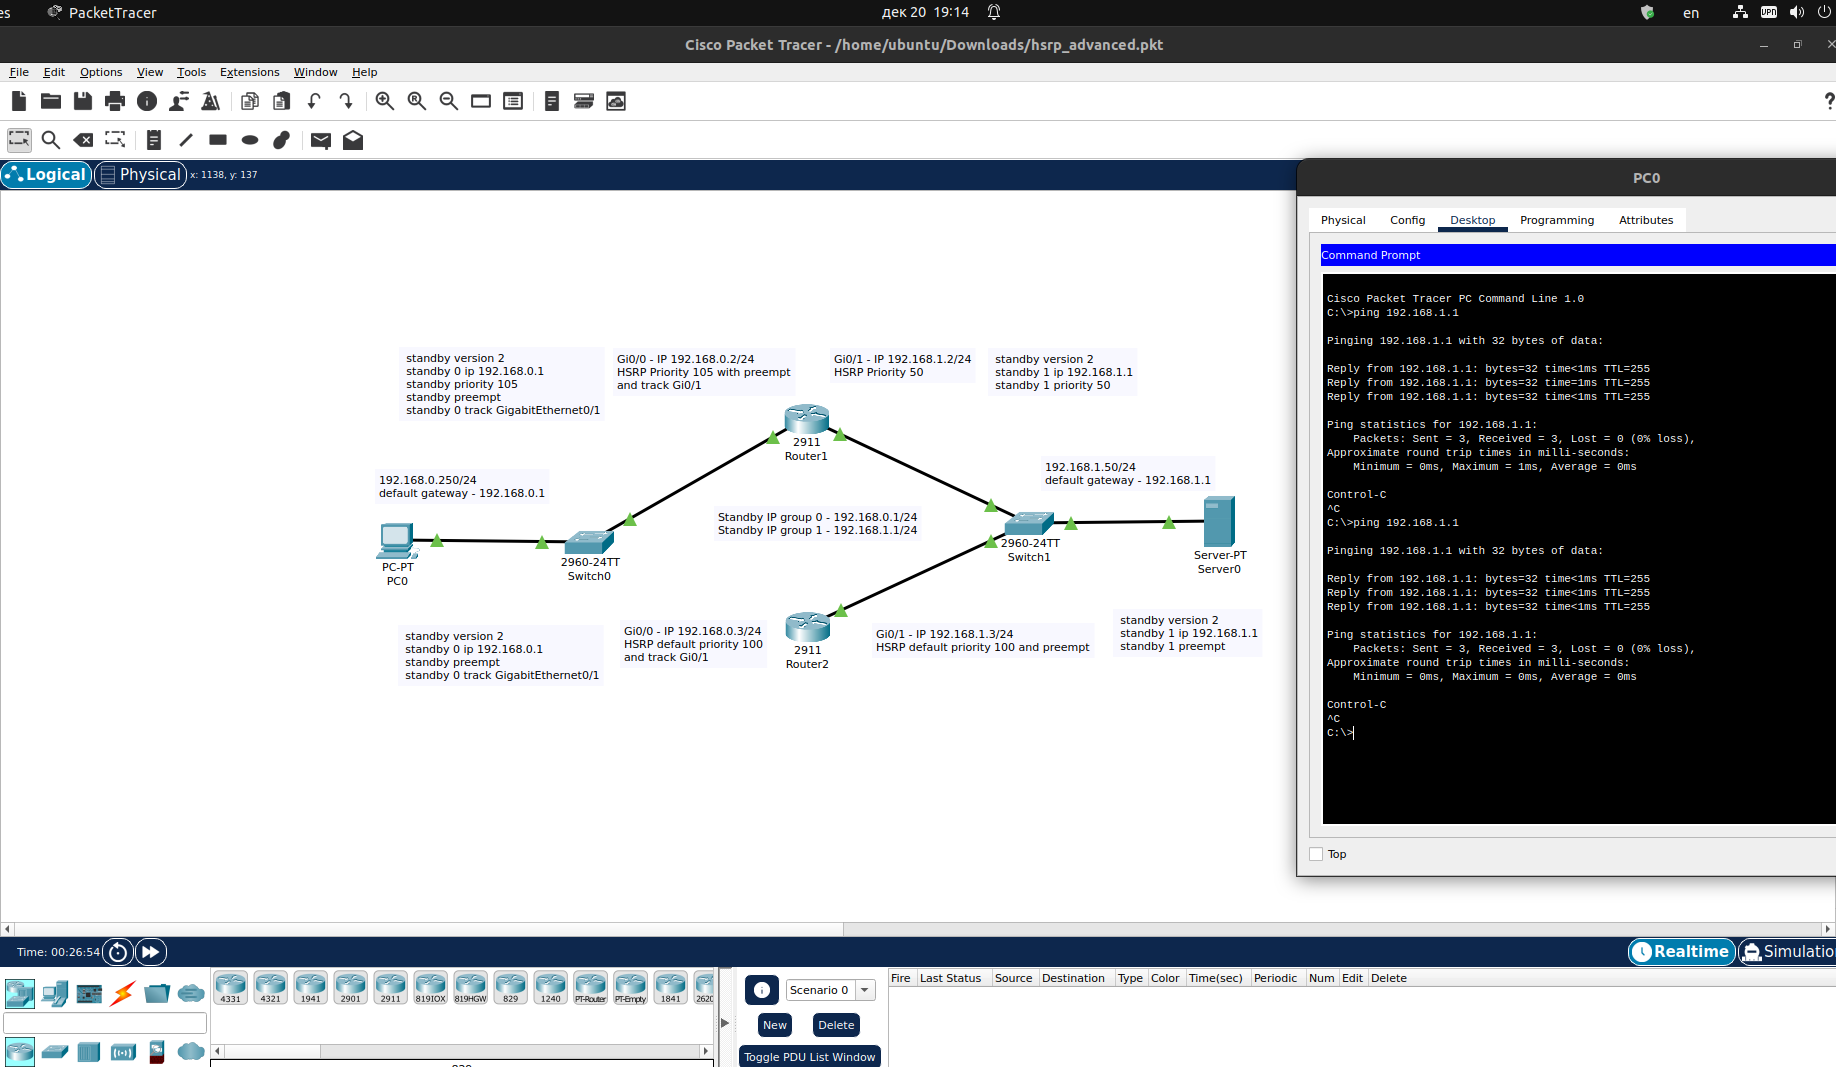 es
PacketTracer
дек 20 19:14
en
VPN
Cisco Packet Tracer - /home/ubuntu/Downloads/hsrp_advanced.pkt
File Edit Options View Tools Extensions Window Help
?
Logical
Physical
x: 1138, y: 137
standby version 2
standby 0 ip 192.168.0.1
standby priority 105
standby preempt
standby 0 track GigabitEthernet0/1
Gi0/0 - IP 192.168.0.2/24
HSRP Priority 105 with preempt
and track Gi0/1
Gi0/1 - IP 192.168.1.2/24
HSRP Priority 50
standby version 2
standby 1 ip 192.168.1.1
standby 1 priority 50
2911
Router1
192.168.0.250/24
default gateway - 192.168.0.1
192.168.1.50/24
default gateway - 192.168.1.1
Standby IP group 0 - 192.168.0.1/24
Standby IP group 1 - 192.168.1.1/24
PC-PT
PC0
2960-24TT
Switch0
2960-24TT
Switch1
Server-PT
Server0
standby version 2
standby 0 ip 192.168.0.1
standby preempt
standby 0 track GigabitEthernet0/1
Gi0/0 - IP 192.168.0.3/24
HSRP default priority 100
and track Gi0/1
2911
Router2
Gi0/1 - IP 192.168.1.3/24
HSRP default priority 100 and preempt
standby version 2
standby 1 ip 192.168.1.1
standby 1 preempt
PC0
Physical Config Desktop Programming Attributes
Command Prompt
Cisco Packet Tracer PC Command Line 1.0
C:\>ping 192.168.1.1
Pinging 192.168.1.1 with 32 bytes of data:
Reply from 192.168.1.1: bytes=32 time<1ms TTL=255
Reply from 192.168.1.1: bytes=32 time<1ms TTL=255
Reply from 192.168.1.1: bytes=32 time<1ms TTL=255
Ping statistics for 192.168.1.1:
Packets: Sent = 3, Received = 3, Lost = 0 (0% loss),
Approximate round trip times in milli-seconds:
Minimum = 0ms, Maximum = 1ms, Average = 0ms
Control-C
^C
C:\>ping 192.168.1.1
Pinging 192.168.1.1 with 32 bytes of data:
Reply from 192.168.1.1: bytes=32 time<1ms TTL=255
Reply from 192.168.1.1: bytes=32 time<1ms TTL=255
Reply from 192.168.1.1: bytes=32 time<1ms TTL=255
Ping statistics for 192.168.1.1:
Packets: Sent = 3, Received = 3, Lost = 0 (0% loss),
Approximate round trip times in milli-seconds:
Minimum = 0ms, Maximum = 0ms, Average = 0ms
Control-C
^C
C:\>
Top
Time: 00:26:54
Realtime
Simulatio
4331 4321 1941 2901 2911 819IOX 819HGW 829 1240 PT-Router PT-Empty 1841 2620
Scenario 0
New
Delete
Toggle PDU List Window
Fire Last Status Source Destination Type Color Time(sec) Periodic Num Edit Delete